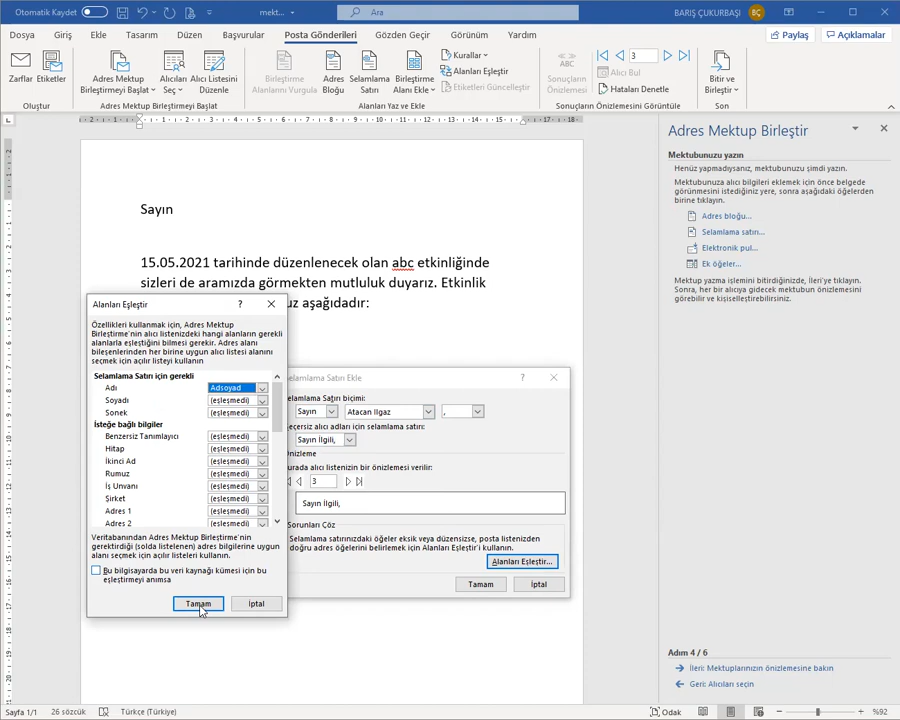 Otomatik Kaydet
mekt...
Ara
BARIŞ ÇUKURBAŞI
BÇ
Dosya Giriş Ekle Tasarım Düzen Başvurular Posta Gönderileri Gözden Geçir Görünüm Yardım
Paylaş
Açıklamalar
Zarflar
Etiketler
Adres Mektup
Birleştirmeyi Başlat
Alıcıları
Seç
Alıcı Listesini
Düzenle
Birleştirme
Alanlarını Vurgula
Adres
Bloğu
Selamlama
Satırı
Birleştirme
Alanı Ekle
Kurallar
Alanları Eşleştir
Etiketleri Güncelleştir
ABC
Sonuçların
Önizlemesi
3
Alıcı Bul
Hataları Denetle
Bitir ve
Birleştir
Oluştur
Adres Mektup Birleştirmeyi Başlat
Alanları Yaz ve Ekle
Sonuçların Önizlemesini Görüntüle
Son
Sayın
15.05.2021 tarihinde düzenlenecek olan abc etkinliğinde
sizleri de aramızda görmekten mutluluk duyarız. Etkinlik
uz aşağıdadır:
Alanları Eşleştir
?
Özellikleri kullanmak için, Adres Mektup
Birleştirme'nin alıcı listenizdeki hangi alanların gerekli
alanlarla eşleştiğini bilmesi gerekir. Adres alanı
bileşenlerinden her birine uygun alıcı listesi alanını
seçmek için açılır listeyi kullanın
Selamlama Satırı için gerekli
Adı Adsoyad
Soyadı (eşleşmedi)
Sonek (eşleşmedi)
İsteğe bağlı bilgiler
Benzersiz Tanımlayıcı (eşleşmedi)
Hitap (eşleşmedi)
İkinci Ad (eşleşmedi)
Rumuz (eşleşmedi)
İş Unvanı (eşleşmedi)
Şirket (eşleşmedi)
Adres 1 (eşleşmedi)
Adres 2 (eşleşmedi)
Veritabanından Adres Mektup Birleştirme'nin
gerektirdiği (solda listelenen) adres bilgilerine uygun
alanı seçmek için açılır listeleri kullanın.
Bu bilgisayarda bu veri kaynağı kümesi için bu
eşleştirmeyi anımsa
Tamam
İptal
Selamlama Satırı Ekle
?
Selamlama Satırı biçimi:
Sayın
Atacan Ilgaz
,
Geçersiz alıcı adları için selamlama satırı:
Sayın İlgili,
Önizleme
Burada alıcı listenizin bir önizlemesi verilir:
3
Sayın İlgili,
Sorunları Çöz
Selamlama satırınızdaki öğeler eksik veya düzensizse, posta listenizden
doğru adres öğelerini belirlemek için Alanları Eşleştir'i kullanın.
Alanları Eşleştir...
Tamam
İptal
Adres Mektup Birleştir
Mektubunuzu yazın
Henüz yapmadıysanız, mektubunuzu şimdi yazın.
Mektubunuza alıcı bilgileri eklemek için önce belgede
görünmesini istediğiniz yere, sonra aşağıdaki öğelerden
birine tıklayın.
Adres bloğu...
Selamlama satırı...
Elektronik pul...
Ek öğeler...
Mektup yazma işlemini bitirdiğinizde, İleri'ye tıklayın.
Sonra, her bir alıcıya gidecek mektubun önizlemesini
görebilir ve kişiselleştirebilirsiniz.
Adım 4 / 6
İleri: Mektuplarınızın önizlemesine bakın
Geri: Alıcıları seçin
Sayfa 1/1
26 sözcük
Türkçe (Türkiye)
Odak
%92